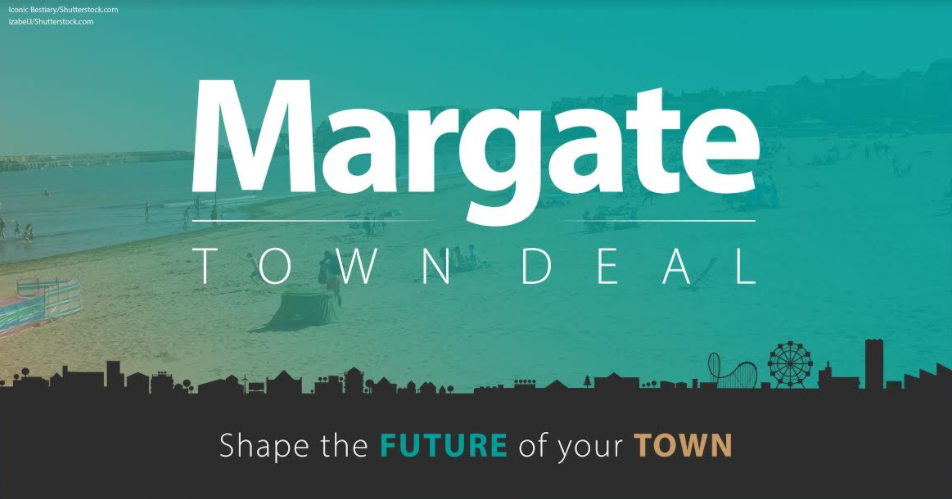 Iconic Bestiary/Shutterstock.com
izabel.l/Shutterstock.com
Margate
TOWN DEAL
Shape the FUTURE of your TOWN